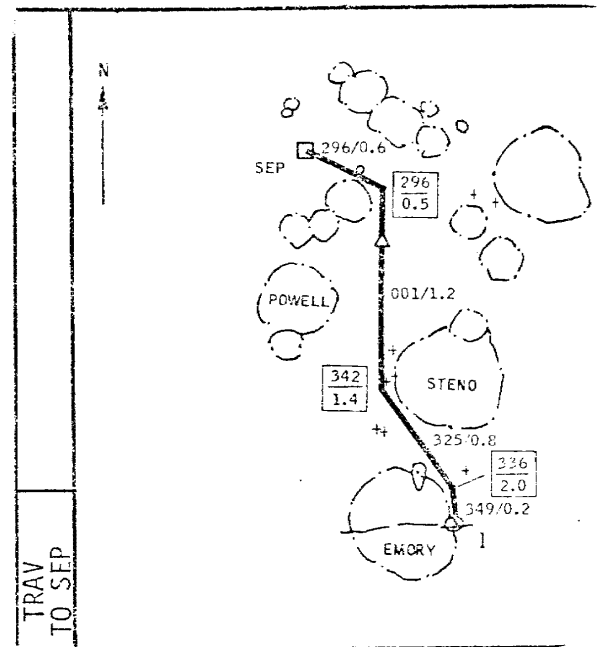 N
296/0.6
SEP
296
0.5
POWELL
001/1.2
342
1.4
STENO
325/0.8
336
2.0
349/0.2
EMORY
1
TRAV
TO SEP